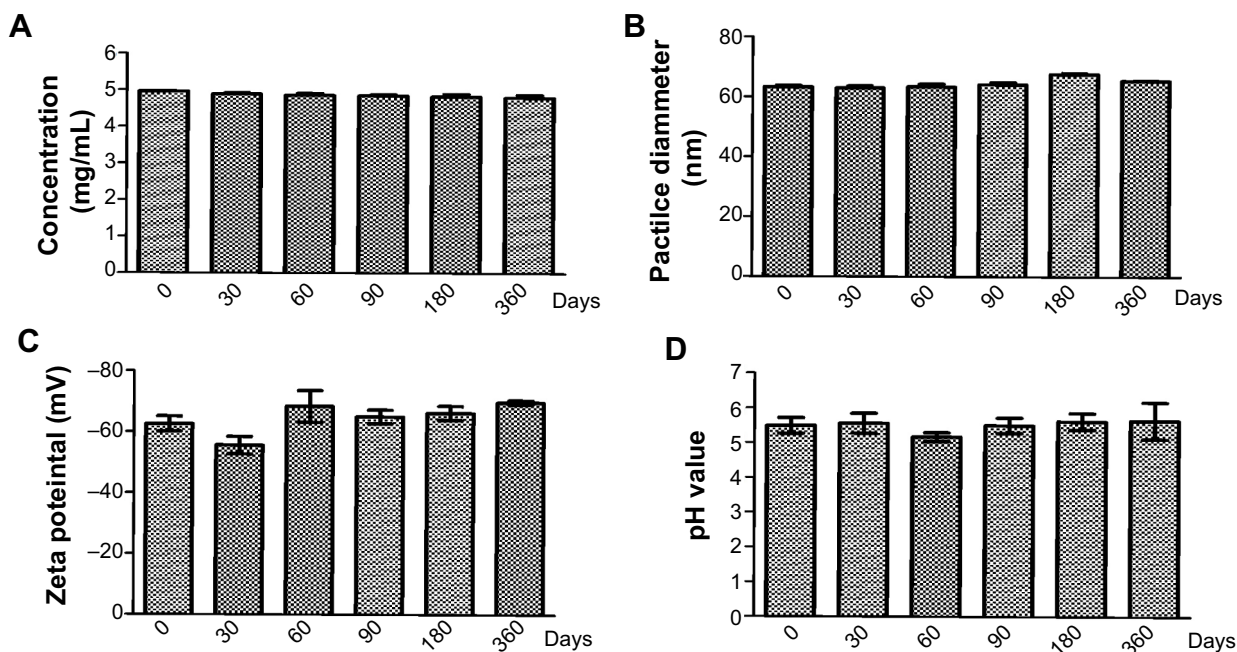 A
Concentration
(mg/mL)
6
5
4
3
2
1
0
0 30 60 90 180 360 Days
B
Pactilce diammeter
(nm)
80
60
40
20
0
0 30 60 90 180 360 Days
C
Zeta poteintal (mV)
–80
–60
–40
–20
0
0 30 60 90 180 360 Days
D
pH value
7
6
5
4
3
2
1
0
0 30 60 90 180 360 Days